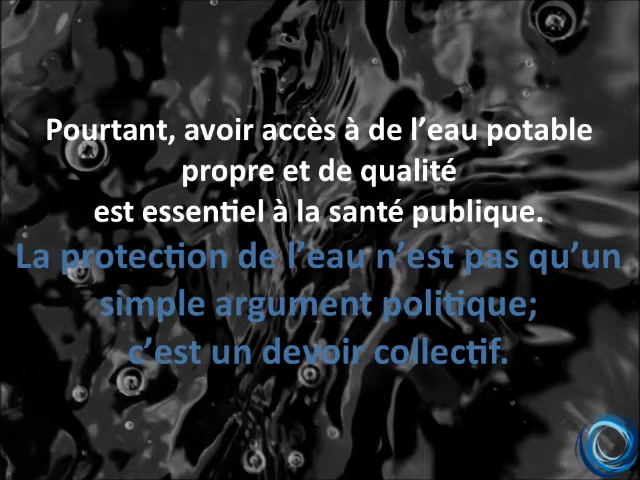 Pourtant, avoir accès à de l’eau potable
propre et de qualité
est essentiel à la santé publique.
La protection de l’eau n’est pas qu’un
simple argument politique;
c’est un devoir collectif.